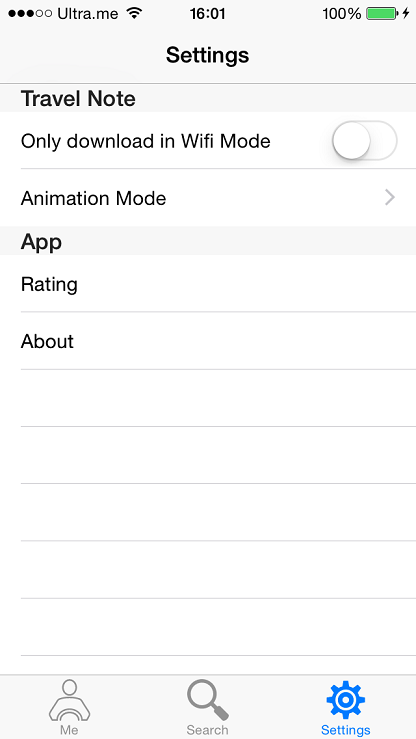 Ultra.me 16:01 100%
Settings
Travel Note
Only download in Wifi Mode
Animation Mode
App
Rating
About
Me Search Settings